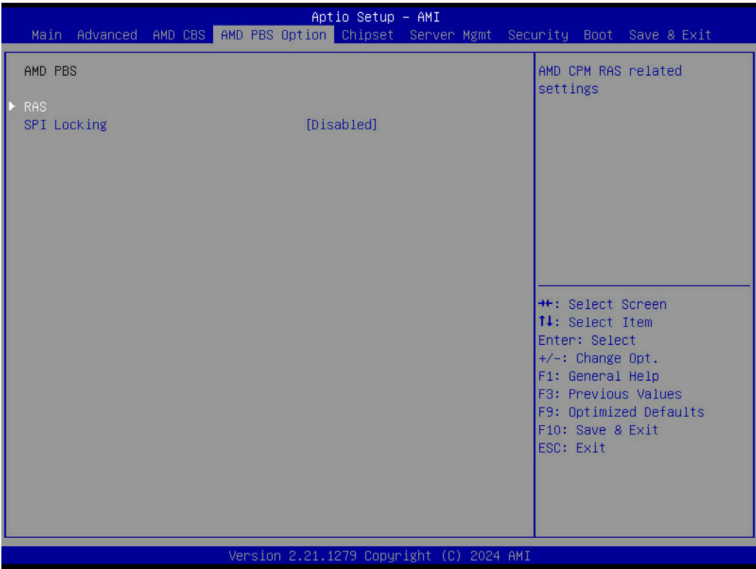 Aptio Setup - AMI
Main Advanced AMD CBS AMD PBS Option Chipset Server Mgmt Security Boot Save & Exit
AMD PBS
RAS
SPI Locking [Disabled]
AMD CPM RAS related
settings
→←: Select Screen
↑↓: Select Item
Enter: Select
+/-: Change Opt.
F1: General Help
F3: Previous Values
F9: Optimized Defaults
F10: Save & Exit
ESC: Exit
Version 2.21.1279 Copyright (C) 2024 AMI